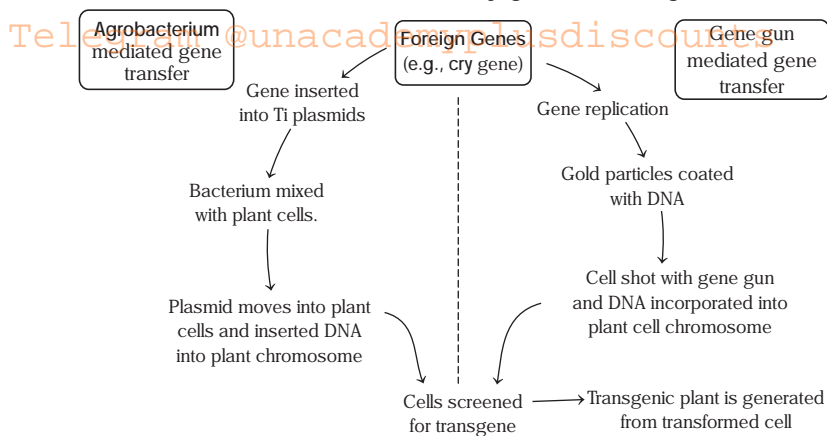 Telegram @unacademyplusdiscounts
Agrobacterium
mediated gene
transfer
Foreign Genes
(e.g., cry gene)
Gene gun
mediated gene
transfer
Gene inserted
into Ti plasmids
Gene replication
Bacterium mixed
with plant cells.
Gold particles coated
with DNA
Plasmid moves into plant
cells and inserted DNA
into plant chromosome
Cell shot with gene gun
and DNA incorporated into
plant cell chromosome
Cells screened
for transgene
Transgenic plant is generated
from transformed cell